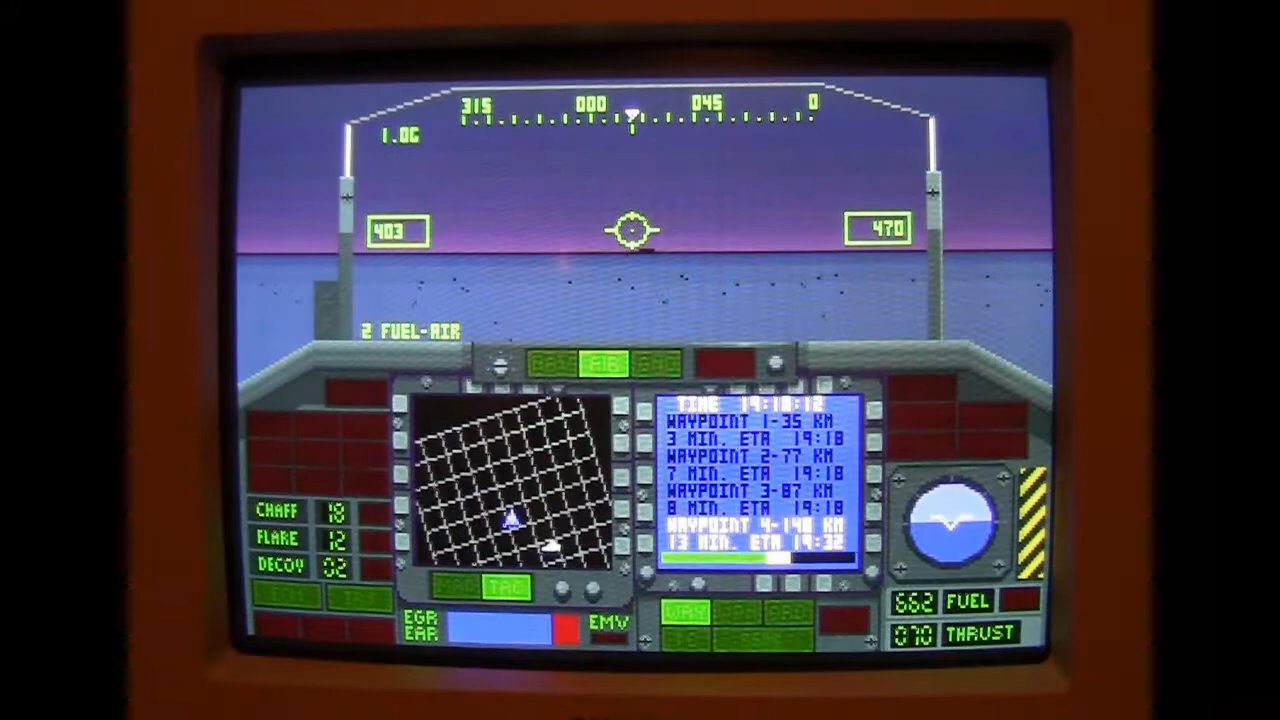 315 000 045 0
1.0G
403
470
2 FUEL-AIR
AIR
TIME 19:18:12
WAYPOINT 1-35 KM
3 MIN. ETA 19:18
WAYPOINT 2-77 KM
7 MIN. ETA 19:18
WAYPOINT 3-87 KM
8 MIN. ETA 19:18
WAYPOINT 4-148 KM
13 MIN. ETA 19:32
CHAFF 18
FLARE 12
DECOY 02
TAC
WAY
EGR
EAR
EMV
662 FUEL
070 THRUST